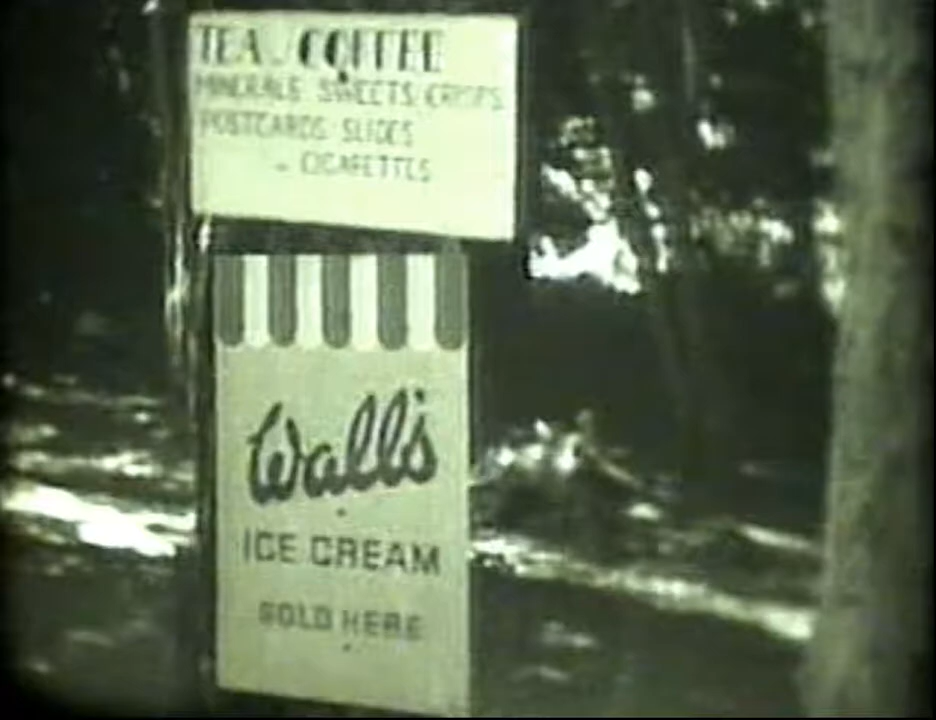 TEA . COFFEE
MINERALS SWEETS CRISPS
POSTCARDS SLIDES
- CIGARETTES
Wall's
ICE CREAM
SOLD HERE